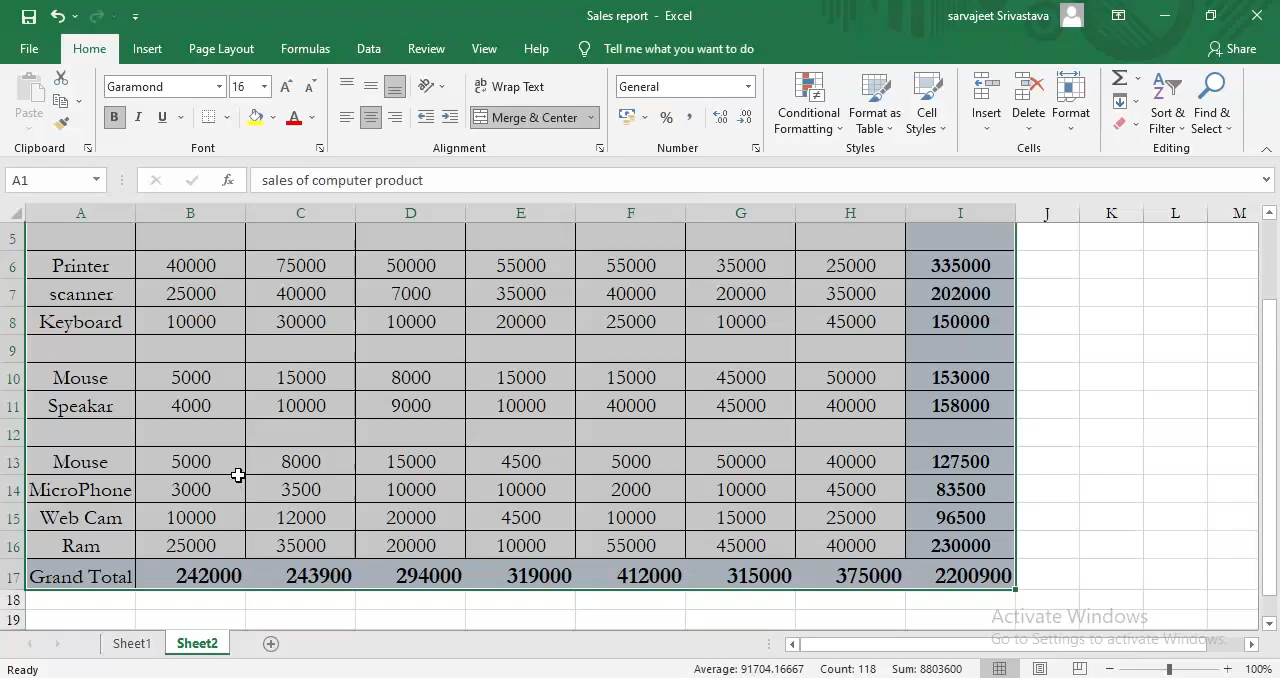 Sales report - Excel
sarvajeet Srivastava
File Home Insert Page Layout Formulas Data Review View Help Tell me what you want to do Share
Paste
Garamond 16
Wrap Text
General
B I U
Merge & Center
Conditional Formatting
Format as Table
Cell Styles
Insert Delete Format
Sort & Filter
Find & Select
Clipboard Font Alignment Number Styles Cells Editing
A1 fx sales of computer product
A B C D E F G H I J K L M
5
6 Printer 40000 75000 50000 55000 55000 35000 25000 335000
7 scanner 25000 40000 7000 35000 40000 20000 35000 202000
8 Keyboard 10000 30000 10000 20000 25000 10000 45000 150000
9
10 Mouse 5000 15000 8000 15000 15000 45000 50000 153000
11 Speakar 4000 10000 9000 10000 40000 45000 40000 158000
12
13 Mouse 5000 8000 15000 4500 5000 50000 40000 127500
14 MicroPhone 3000 3500 10000 10000 2000 10000 45000 83500
15 Web Cam 10000 12000 20000 4500 10000 15000 25000 96500
16 Ram 25000 35000 20000 10000 55000 45000 40000 230000
17 Grand Total 242000 243900 294000 319000 412000 315000 375000 2200900
18
19
Activate Windows
Go to Settings to activate Windows.
Sheet1 Sheet2
Ready Average: 91704.16667 Count: 118 Sum: 8803600 100%